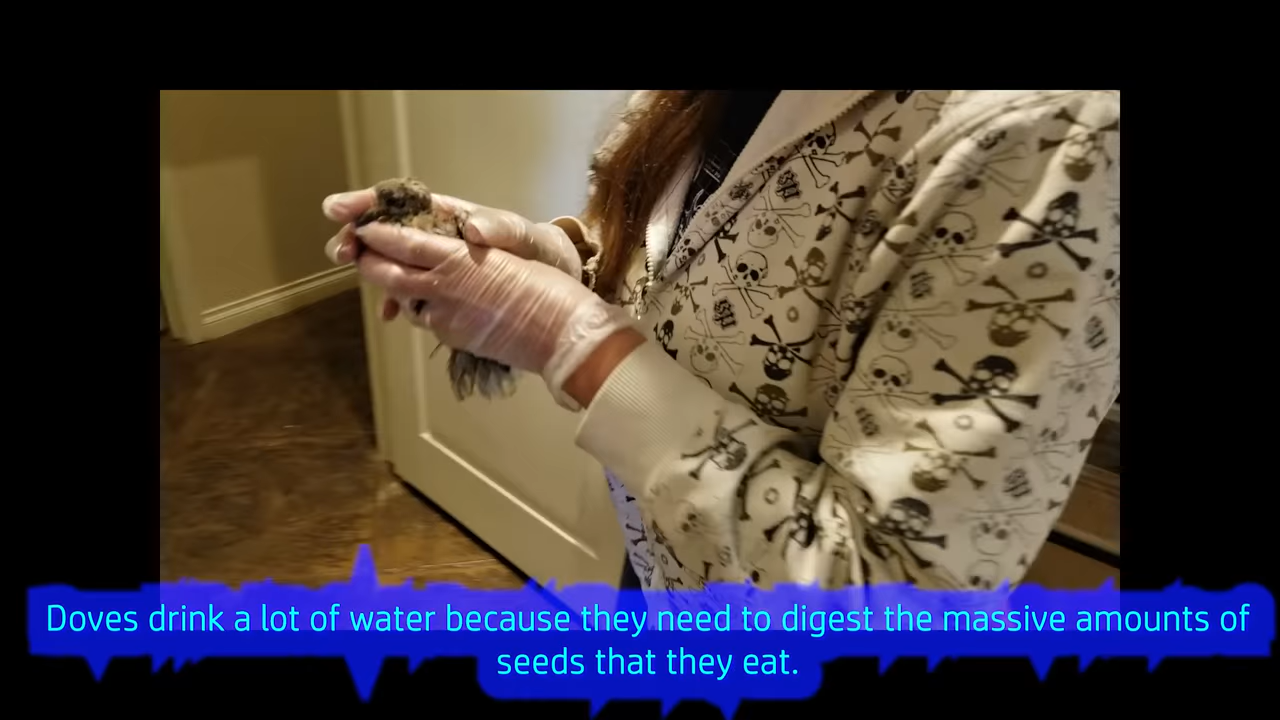 Doves drink a lot of water because they need to digest the massive amounts of
seeds that they eat.